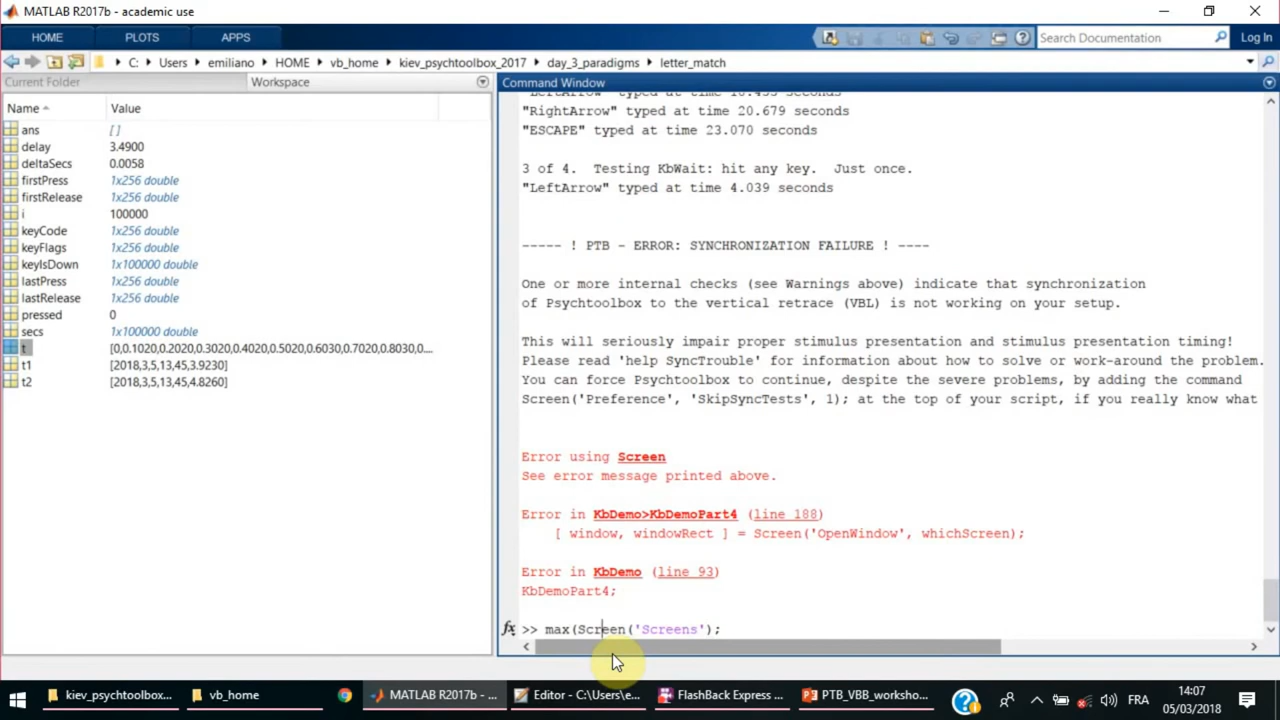 MATLAB R2017b - academic use
HOME PLOTS APPS
Search Documentation
Log In
C: Users emiliano HOME vb_home kiev_psychtoolbox_2017 day_3_paradigms letter_match
Current Folder Workspace
Command Window
Name Value
ans []
delay 3.4900
deltaSecs 0.0058
firstPress 1x256 double
firstRelease 1x256 double
i 100000
keyCode 1x256 double
keyFlags 1x256 double
keyIsDown 1x100000 double
lastPress 1x256 double
lastRelease 1x256 double
pressed 0
secs 1x100000 double
t [0,0.1020,0.2020,0.3020,0.4020,0.5020,0.6030,0.7020,0.8030,0....
t1 [2018,3,5,13,45,3.9230]
t2 [2018,3,5,13,45,4.8260]
"RightArrow" typed at time 20.679 seconds
"ESCAPE" typed at time 23.070 seconds
3 of 4. Testing KbWait: hit any key. Just once.
"LeftArrow" typed at time 4.039 seconds
----- ! PTB - ERROR: SYNCHRONIZATION FAILURE ! ----
One or more internal checks (see Warnings above) indicate that synchronization
of Psychtoolbox to the vertical retrace (VBL) is not working on your setup.
This will seriously impair proper stimulus presentation and stimulus presentation timing!
Please read 'help SyncTrouble' for information about how to solve or work-around the problem.
You can force Psychtoolbox to continue, despite the severe problems, by adding the command
Screen('Preference', 'SkipSyncTests', 1); at the top of your script, if you really know what
Error using Screen
See error message printed above.
Error in KbDemo>KbDemoPart4 (line 188)
[ window, windowRect ] = Screen('OpenWindow', whichScreen);
Error in KbDemo (line 93)
KbDemoPart4;
fx >> max(Screen('Screens');
kiev_psychtoolbox... vb_home MATLAB R2017b - ... Editor - C:\Users\e... FlashBack Express ... PTB_VBB_worksho... FRA
14:07
05/03/2018